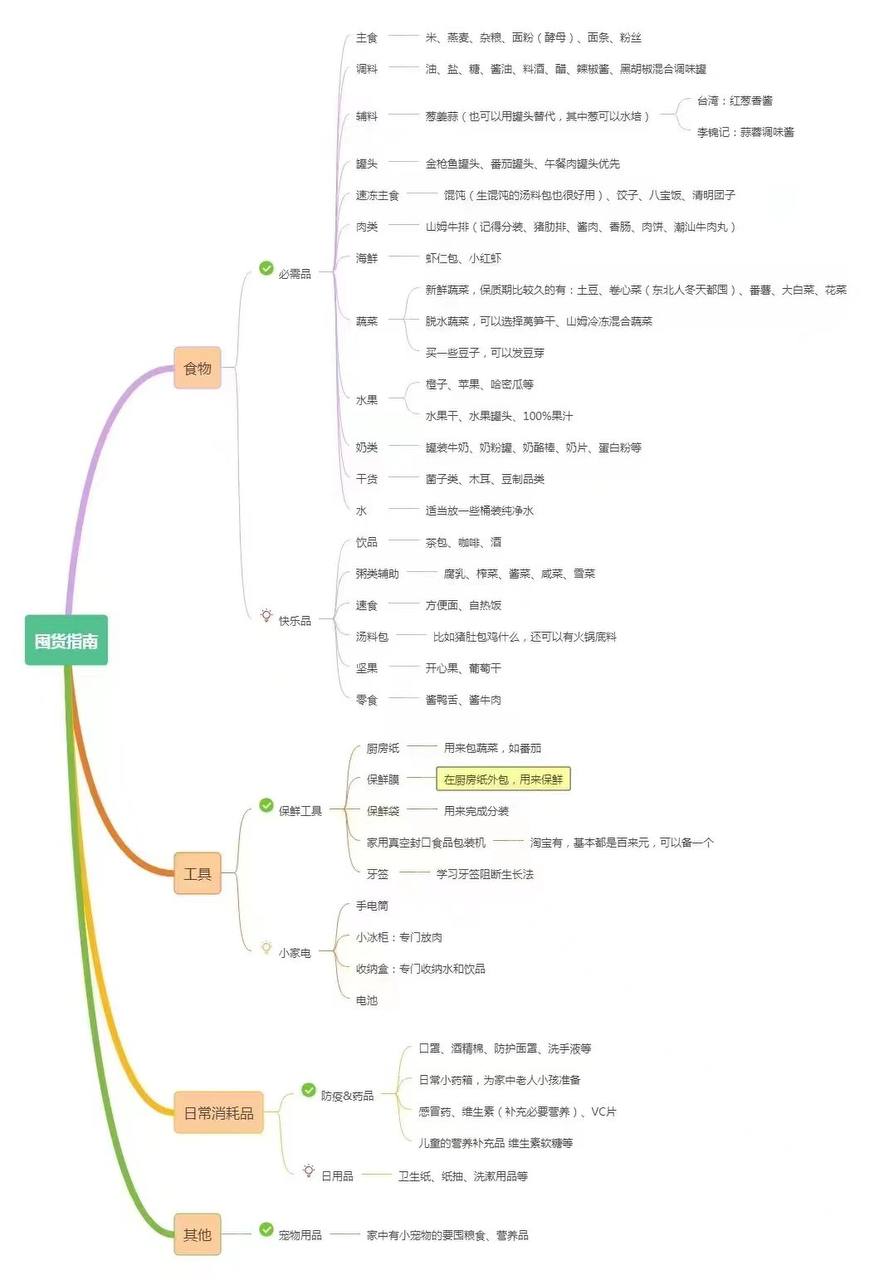 囤货指南
食物
必需品
主食
米、燕麦、杂粮、面粉（酵母）、面条、粉丝
调料
油、盐、糖、酱油、料酒、醋、辣椒酱、黑胡椒混合调味罐
辅料
葱姜蒜（也可以用罐头替代，其中葱可以水培）
台湾：红葱香酱
李锦记：蒜蓉调味酱
罐头
金枪鱼罐头、番茄罐头、午餐肉罐头优先
速冻主食
馄饨（生馄饨的汤料包也很好用）、饺子、八宝饭、清明团子
肉类
山姆牛排（记得分装、猪肋排、酱肉、香肠、肉饼、潮汕牛肉丸）
海鲜
虾仁包、小红虾
蔬菜
新鲜蔬菜，保质期比较久的有：土豆、卷心菜（东北人冬天都囤）、番薯、大白菜、花菜
脱水蔬菜，可以选择莴笋干、山姆冷冻混合蔬菜
买一些豆子，可以发豆芽
水果
橙子、苹果、哈密瓜等
水果干、水果罐头、100%果汁
奶类
罐装牛奶、奶粉罐、奶酪棒、奶片、蛋白粉等
干货
菌子类、木耳、豆制品类
水
适当放一些桶装纯净水
快乐品
饮品
茶包、咖啡、酒
粥类辅助
腐乳、榨菜、酱菜、咸菜、雪菜
速食
方便面、自热饭
汤料包
比如猪肚包鸡什么，还可以有火锅底料
坚果
开心果、葡萄干
零食
酱鸭舌、酱牛肉
工具
保鲜工具
厨房纸
用来包蔬菜，如番茄
保鲜膜
在厨房纸外包，用来保鲜
保鲜袋
用来完成分装
家用真空封口食品包装机
淘宝有，基本都是百来元，可以备一个
牙签
学习牙签阻断生长法
小家电
手电筒
小冰柜：专门放肉
收纳盒：专门收纳水和饮品
电池
日常消耗品
防疫&药品
口罩、酒精棉、防护面罩、洗手液等
日常小药箱，为家中老人小孩准备
感冒药、维生素（补充必要营养）、VC片
儿童的营养补充品 维生素软糖等
日用品
卫生纸、纸抽、洗漱用品等
其他
宠物用品
家中有小宠物的要囤粮食、营养品